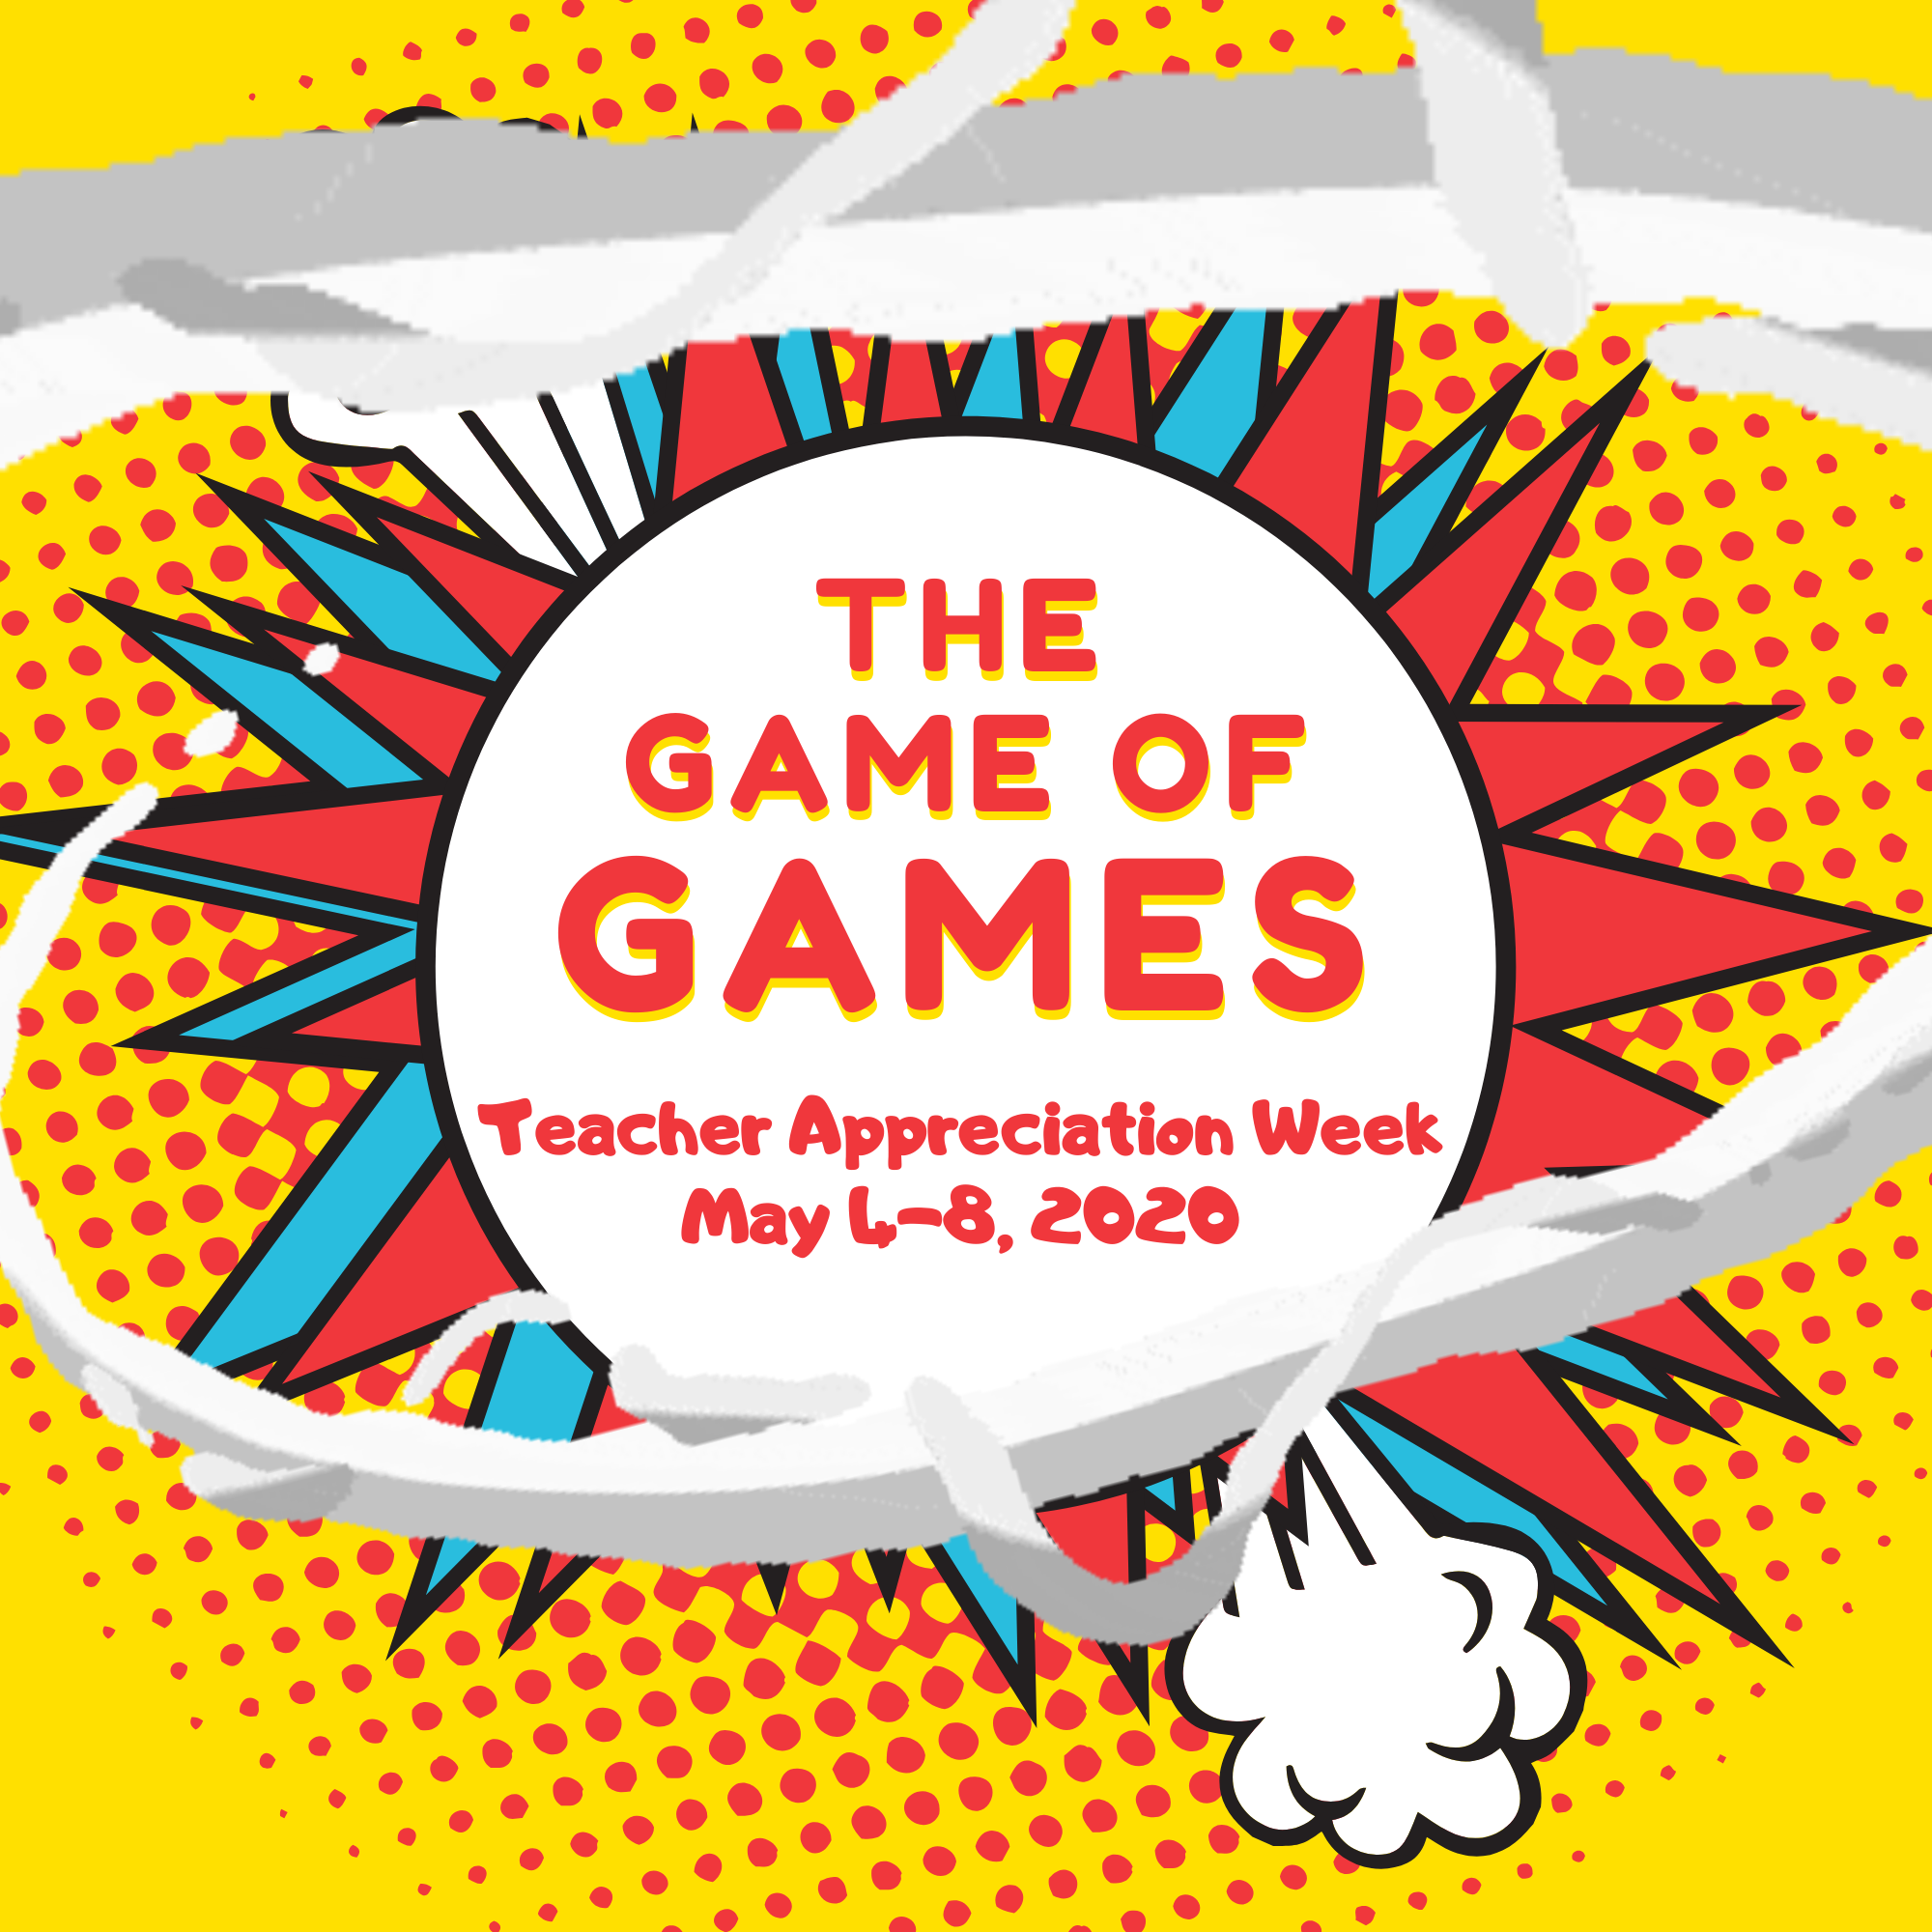 THE
GAME OF
GAMES
Teacher Appreciation Week
May 4-8, 2020